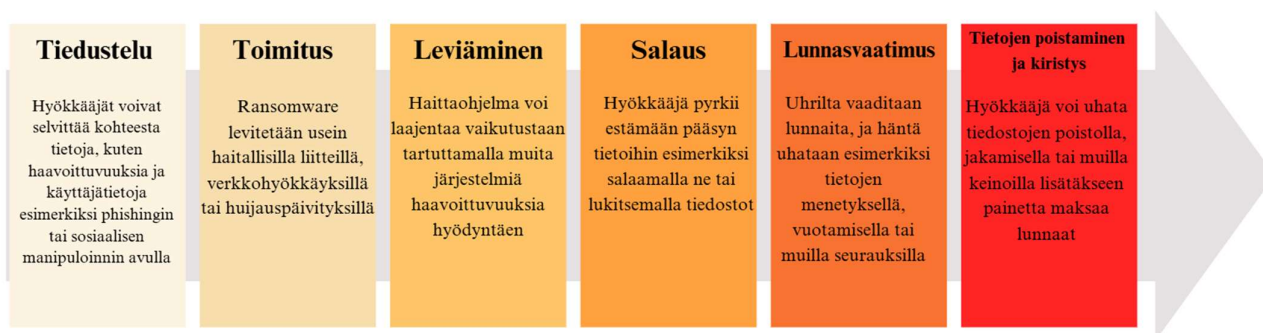 Tiedustelu
Hyökkääjät voivat
selvittää kohteesta
tietoja, kuten
haavoittuvuuksia ja
käyttäjätietoja
esimerkiksi phishingin
tai sosiaalisen
manipuloinnin avulla
Toimitus
Ransomware
levitetään usein
haitallisilla liitteillä,
verkkohyökkäyksillä
tai huijauspäivityksillä
Leviäminen
Haittaohjelma voi
laajentaa vaikutustaan
tartuttamalla muita
järjestelmiä
haavoittuvuuksia
hyödyntäen
Salaus
Hyökkääjä pyrkii
estämään pääsyn
tietoihin esimerkiksi
salaamalla ne tai
lukitsemalla tiedostot
Lunnasvaatimus
Uhrilta vaaditaan
lunnaita, ja häntä
uhataan esimerkiksi
tietojen
menetyksellä,
vuotamisella tai
muilla seurauksilla
Tietojen poistaminen
ja kiristys
Hyökkääjä voi uhata
tiedostojen poistolla,
jakamisella tai muilla
keinoilla lisätäkseen
painetta maksaa
lunnaat